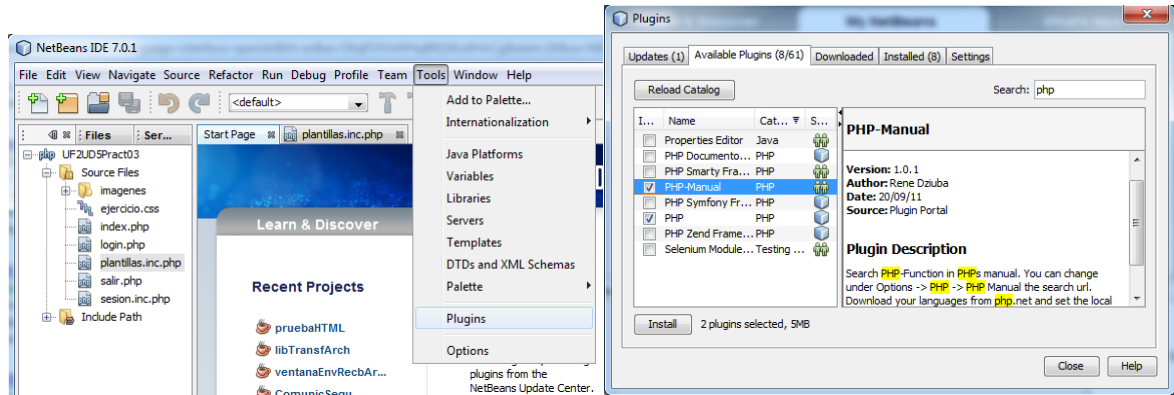 NetBeans IDE 7.0.1
File Edit View Navigate Source Refactor Run Debug Profile Team Tools Window Help
<default>
Files Ser...
UF2UD5Pract03
Source Files
imagenes
ejercicio.css
index.php
login.php
plantillas.inc.php
salir.php
sesion.inc.php
Include Path
Start Page plantillas.inc.php
Learn & Discover
Recent Projects
pruebaHTML
libTransfArch
ventanaEnvRecbAr...
ComunicSegu
Add to Palette...
Internationalization
Java Platforms
Variables
Libraries
Servers
Templates
DTDs and XML Schemas
Palette
Plugins
Options
plugins from the
NetBeans Update Center.
Plugins
My NetBeans
Updates (1) Available Plugins (8/61) Downloaded Installed (8) Settings
Reload Catalog Search: php
I... Name Cat... S...
Properties Editor Java
PHP Documento... PHP
PHP Smarty Fra... PHP
PHP-Manual PHP
PHP Symfony Fr... PHP
PHP PHP
PHP Zend Frame... PHP
Selenium Module... Testing ...
PHP-Manual
Version: 1.0.1
Author: Rene Dziuba
Date: 20/09/11
Source: Plugin Portal
Plugin Description
Search PHP-Function in PHPs manual. You can change
under Options -> PHP -> PHP Manual the search url.
Download your languages from php.net and set the local
Install 2 plugins selected, 5MB
Close Help